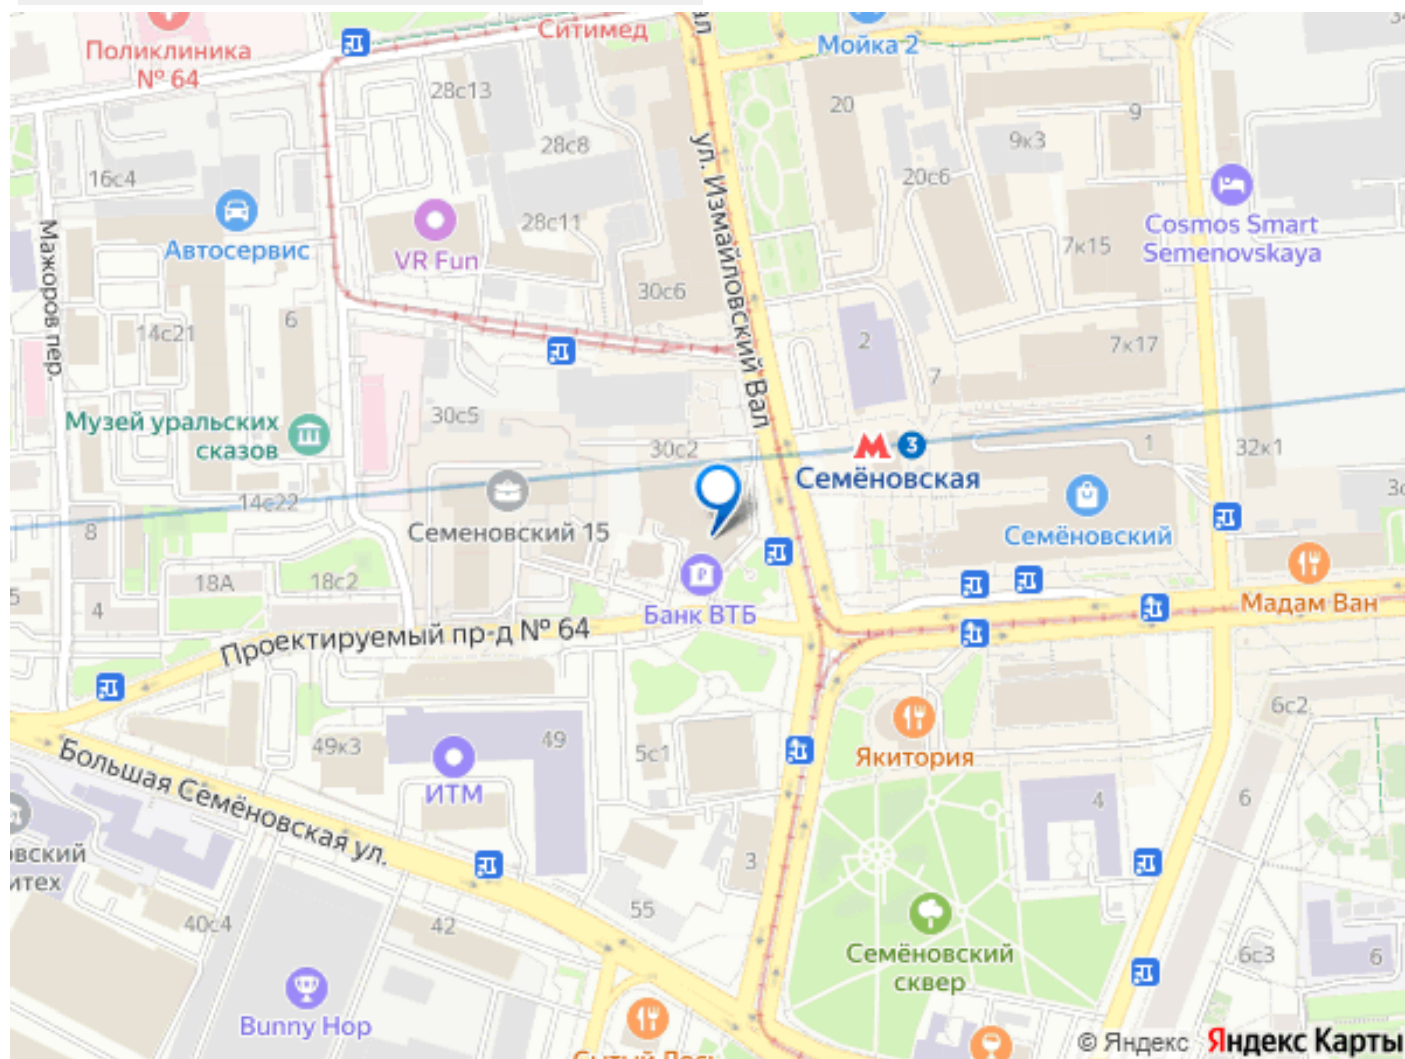 Ситимед
Поликлиника
№ 64
Мойка 2
28с13
20
9
9к3
28с8
16с4
20с6
ул. Измайловский Вал
28с11
Cosmos Smart
Semenovskaya
Автосервис
VR Fun
7к15
Мажоров пер.
30с6
14с21
6
2
7к17
7
Музей уральских
сказов
30с5
30с2
3
1
32к1
Семёновская
14с22
8
Семеновский 15
Семёновский
18А
18с2
4
Банк ВТБ
Мадам Ван
Проектируемый пр-д № 64
6с2
49к3
49
5с1
Якитория
ИТМ
Большая Семёновская ул.
4
6
3
55
40с4
42
Семёновский
сквер
6с3
6
Bunny Hop
© Яндекс Яндекс Карты